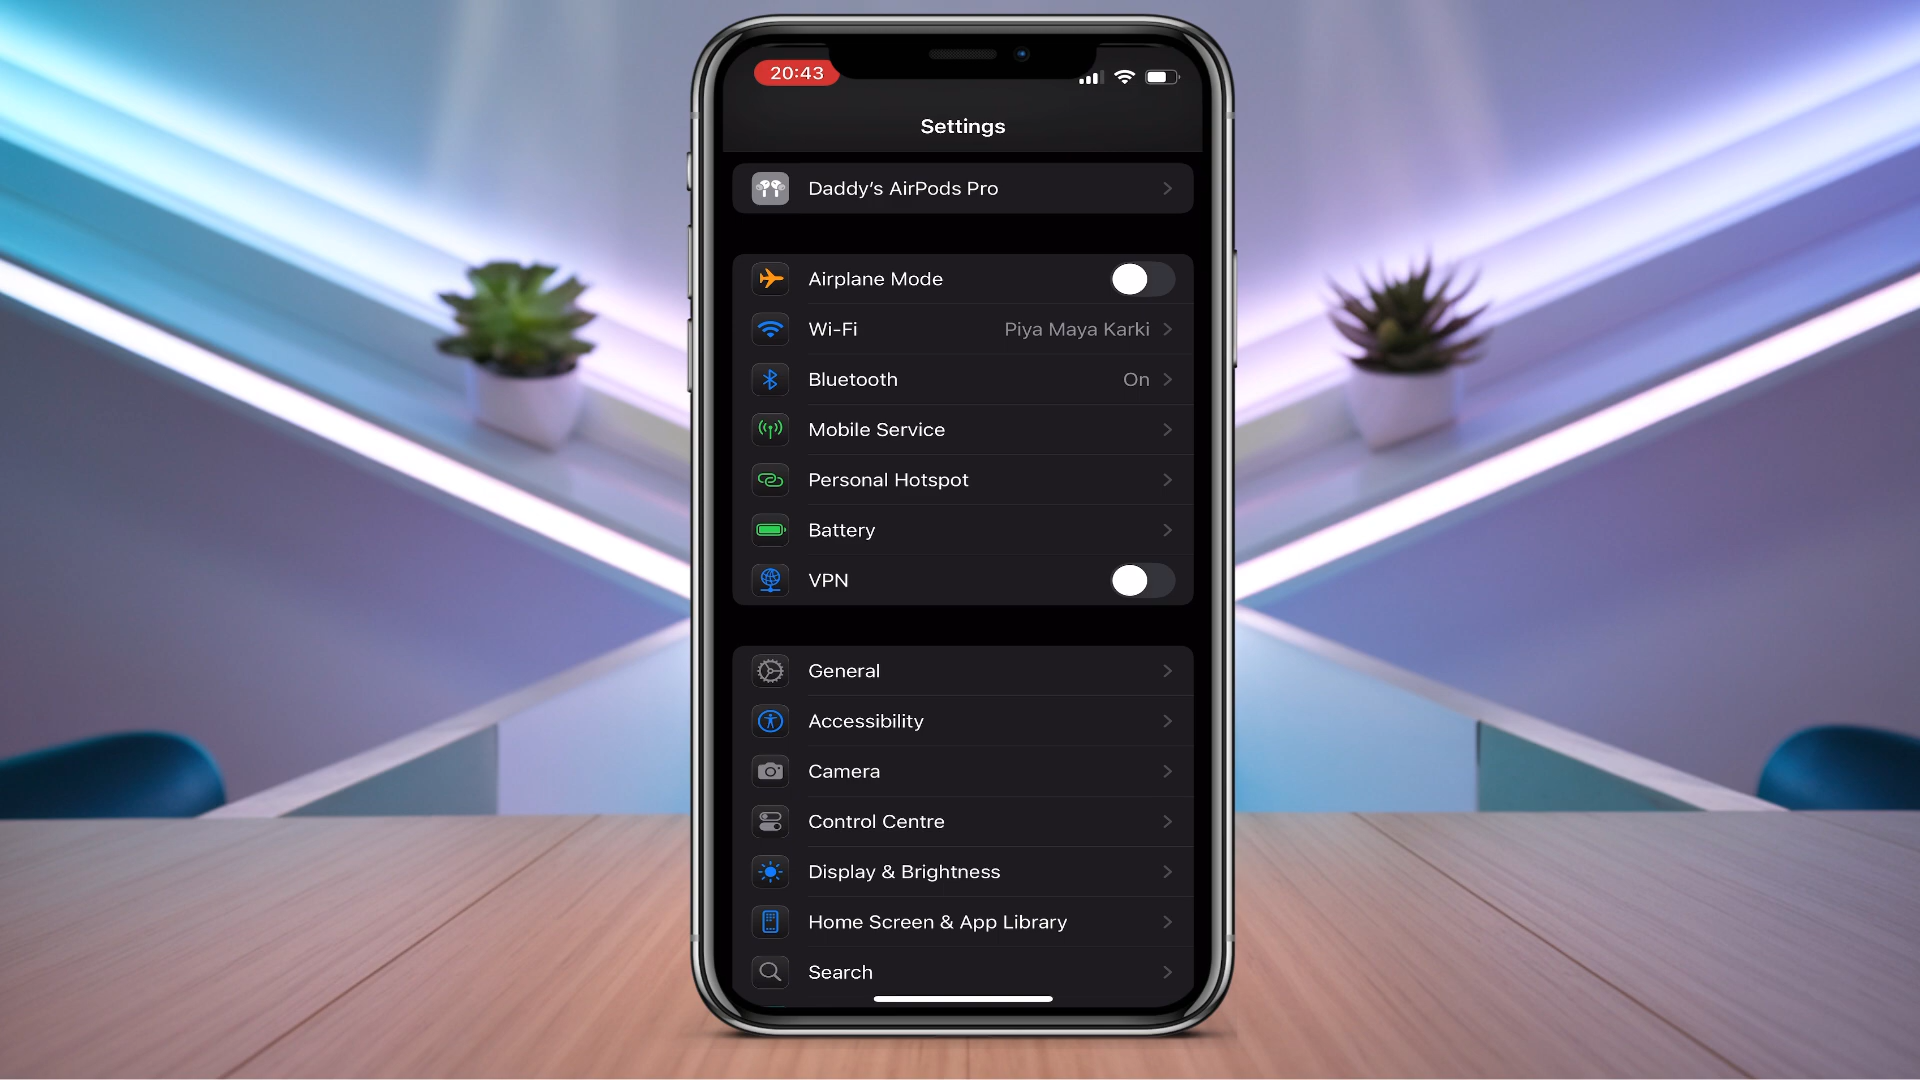 20:43
Settings
Daddy's AirPods Pro
Airplane Mode
Wi-Fi Piya Maya Karki
Bluetooth On
Mobile Service
Personal Hotspot
Battery
VPN
General
Accessibility
Camera
Control Centre
Display & Brightness
Home Screen & App Library
Search